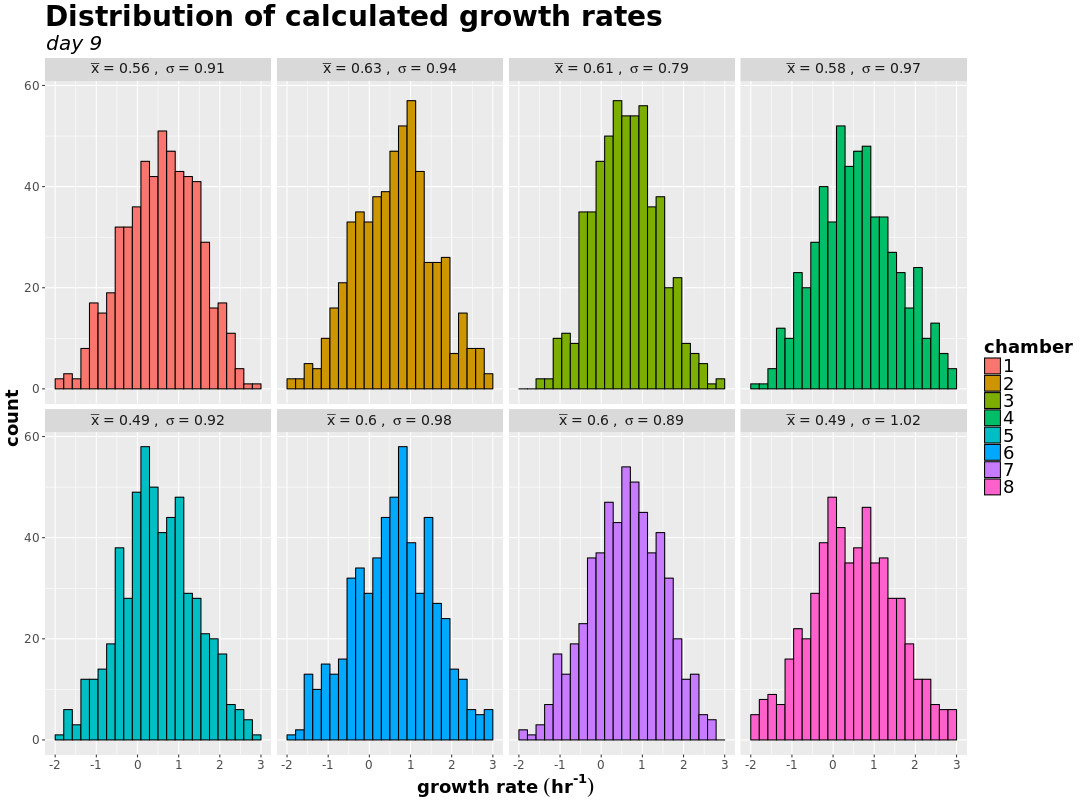 Distribution of calculated growth rates
day 9
x̅ = 0.56 , σ = 0.91
x̅ = 0.63 , σ = 0.94
x̅ = 0.61 , σ = 0.79
x̅ = 0.58 , σ = 0.97
60
40
20
0
x̅ = 0.49 , σ = 0.92
x̅ = 0.6 , σ = 0.98
x̅ = 0.6 , σ = 0.89
x̅ = 0.49 , σ = 1.02
60
40
20
0
-2 -1 0 1 2 3
-2 -1 0 1 2 3
-2 -1 0 1 2 3
-2 -1 0 1 2 3
count
growth rate (hr⁻¹)
chamber
1
2
3
4
5
6
7
8